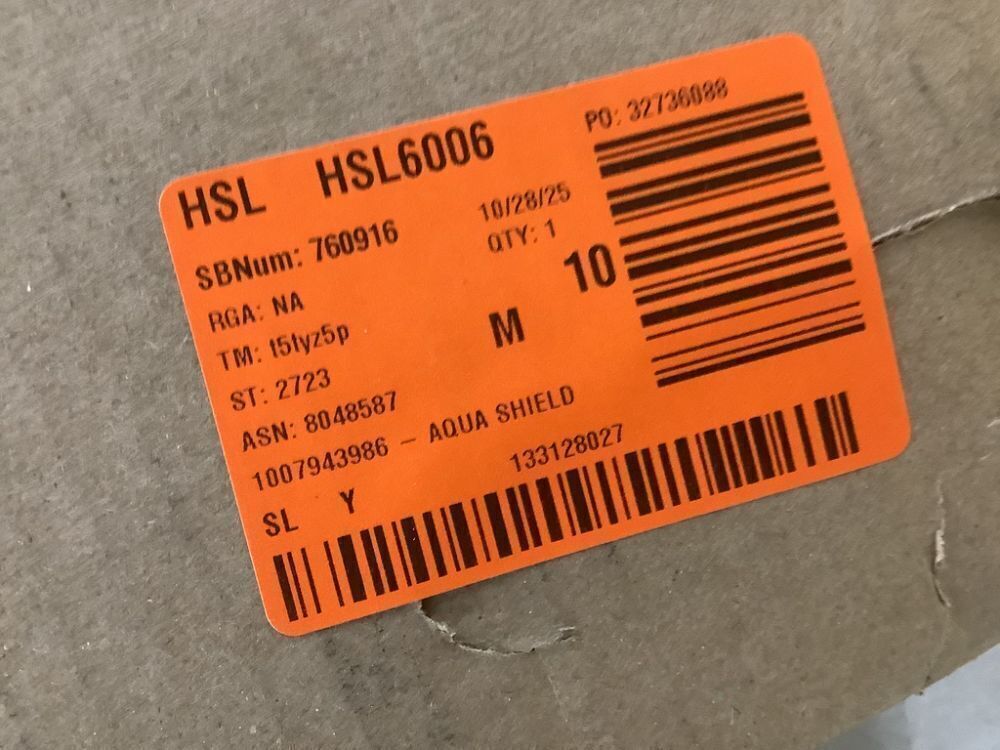 HSL HSL6006
PO: 32736088
SBNum: 760916
10/28/25
RGA: NA
QTY: 1
TM: t5tyz5p
M
10
ST: 2723
ASN: 8048587
1007943986 – AQUA SHIELD
SL Y
133128027